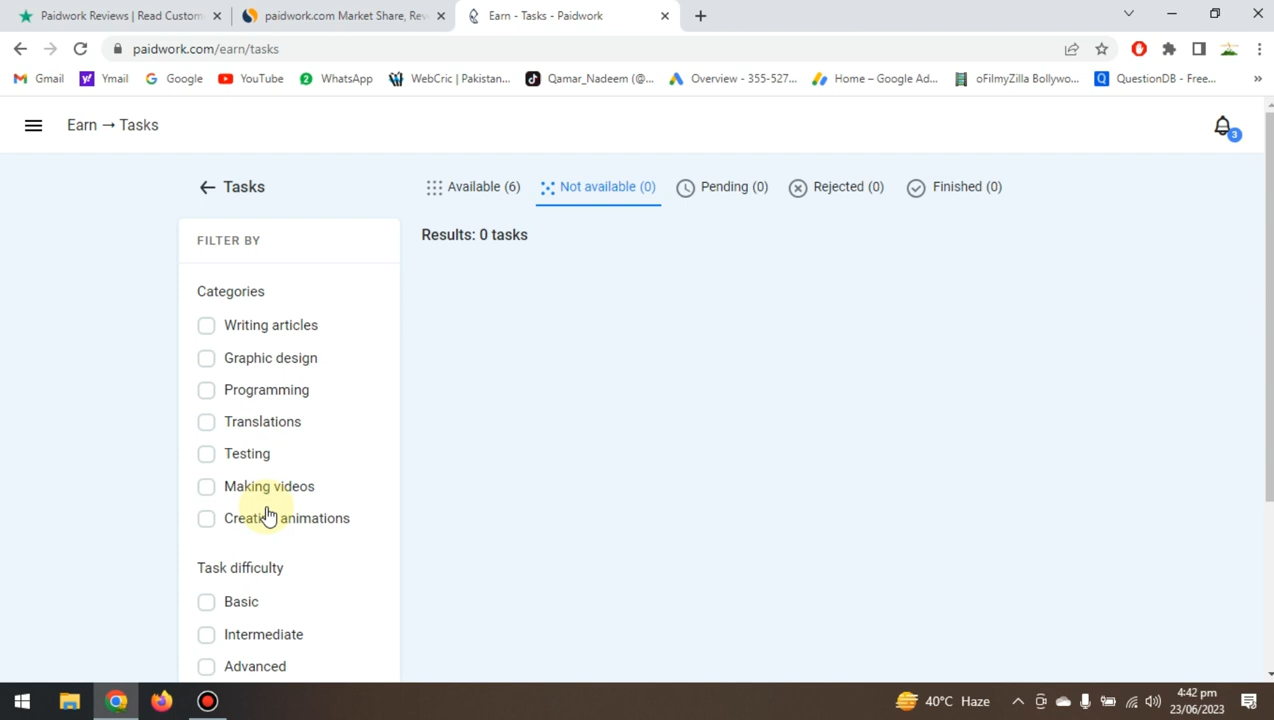 Paidwork Reviews | Read Custom
paidwork.com Market Share, Rev
Earn - Tasks - Paidwork
paidwork.com/earn/tasks
Gmail
Ymail
Google
YouTube
WhatsApp
WebCric | Pakistan...
Qamar_Nadeem (@...
Overview - 355-527...
Home – Google Ad...
oFilmyZilla Bollywo...
QuestionDB - Free...
»
Earn → Tasks
3
Tasks
Available (6)
Not available (0)
Pending (0)
Rejected (0)
Finished (0)
FILTER BY
Results: 0 tasks
Categories
Writing articles
Graphic design
Programming
Translations
Testing
Making videos
animations
Task difficulty
Basic
Intermediate
Advanced
40°C Haze
4:42 pm
23/06/2023